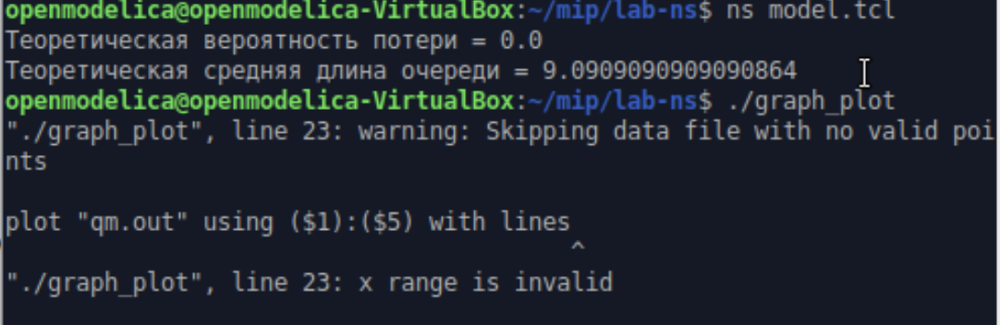 openmodelica@openmodelica-VirtualBox:~/mip/lab-ns$ ns model.tcl
Теоретическая вероятность потери = 0.0
Теоретическая средняя длина очереди = 9.0909090909090864
openmodelica@openmodelica-VirtualBox:~/mip/lab-ns$ ./graph_plot
"./graph_plot", line 23: warning: Skipping data file with no valid poi
nts
plot "qm.out" using ($1):($5) with lines
^
"./graph_plot", line 23: x range is invalid